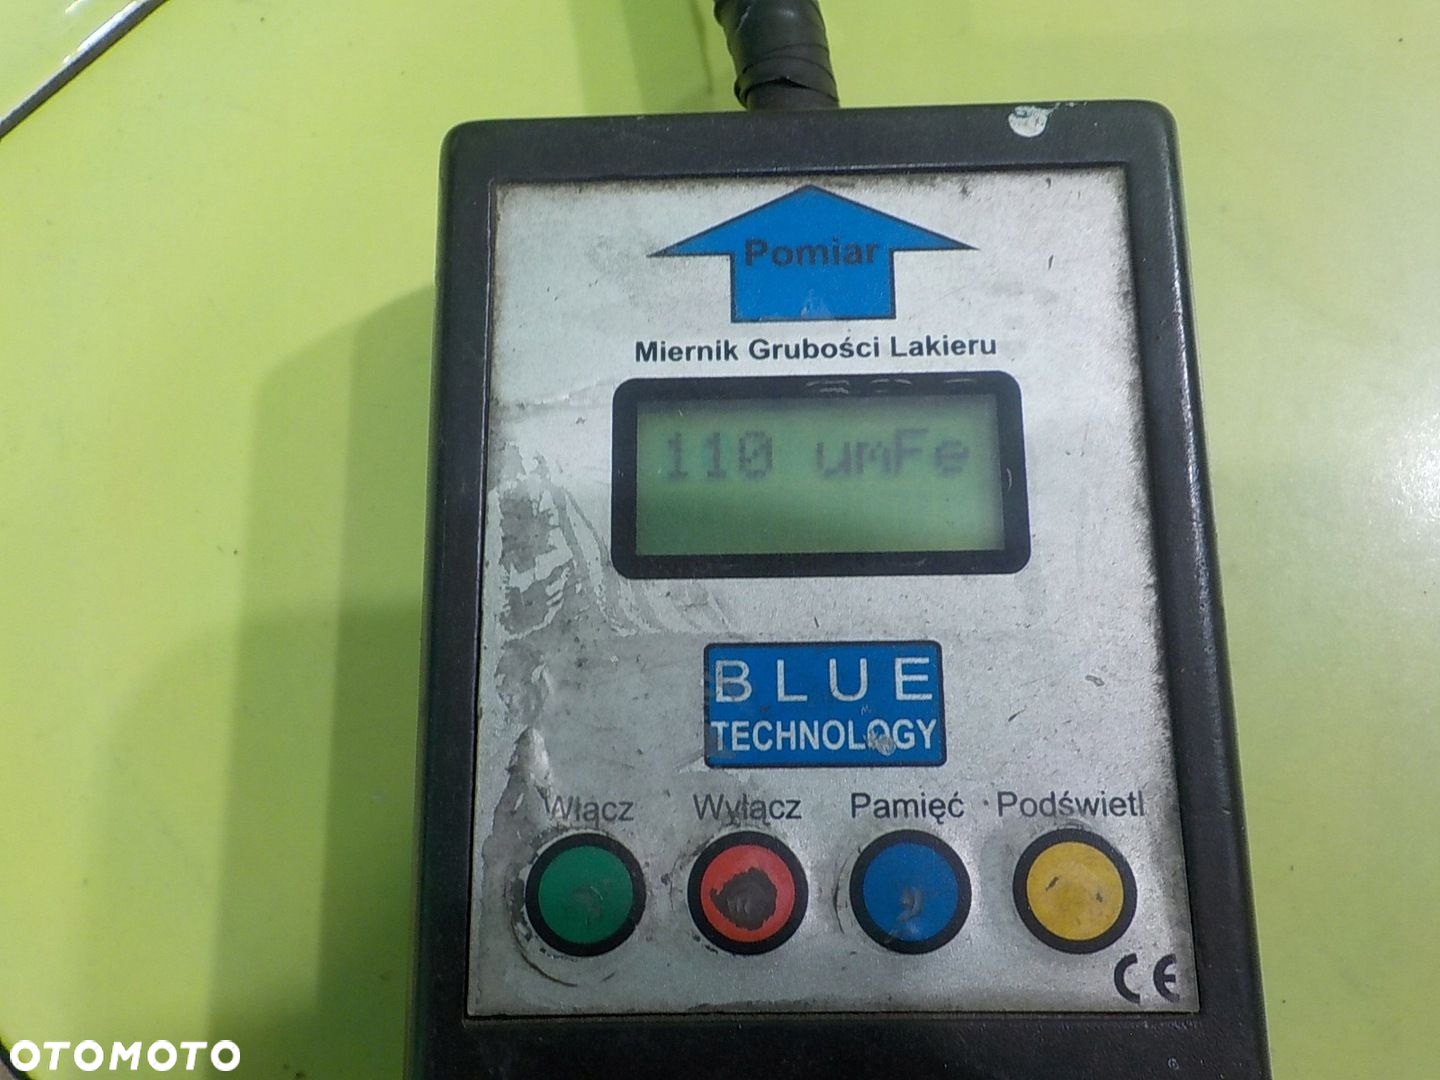 Pomiar
Miernik Grubości Lakieru
110 umFe
BLUE
TECHNOLOGY
Włącz Wyłącz Pamięć Podświetl
CE
OTOMOTO